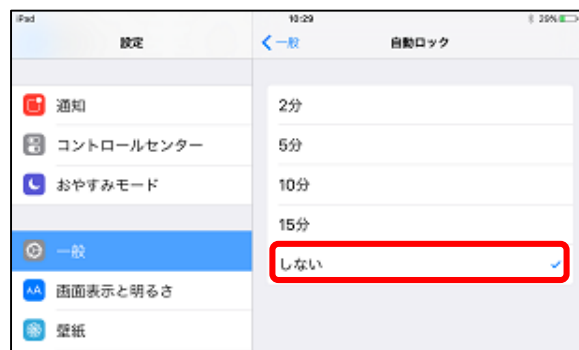 iPad 10:29 29%
設定
く一般 自動ロック
通知
コントロールセンター
おやすみモード
一般
画面表示と明るさ
壁紙
2分
5分
10分
15分
しない